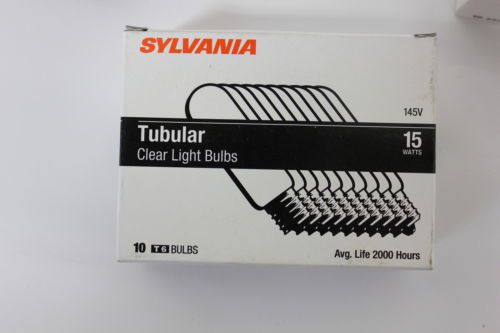 SYLVANIA
145V
Tubular
15
Clear Light Bulbs
WATTS
10 T6 BULBS
Avg. Life 2000 Hours